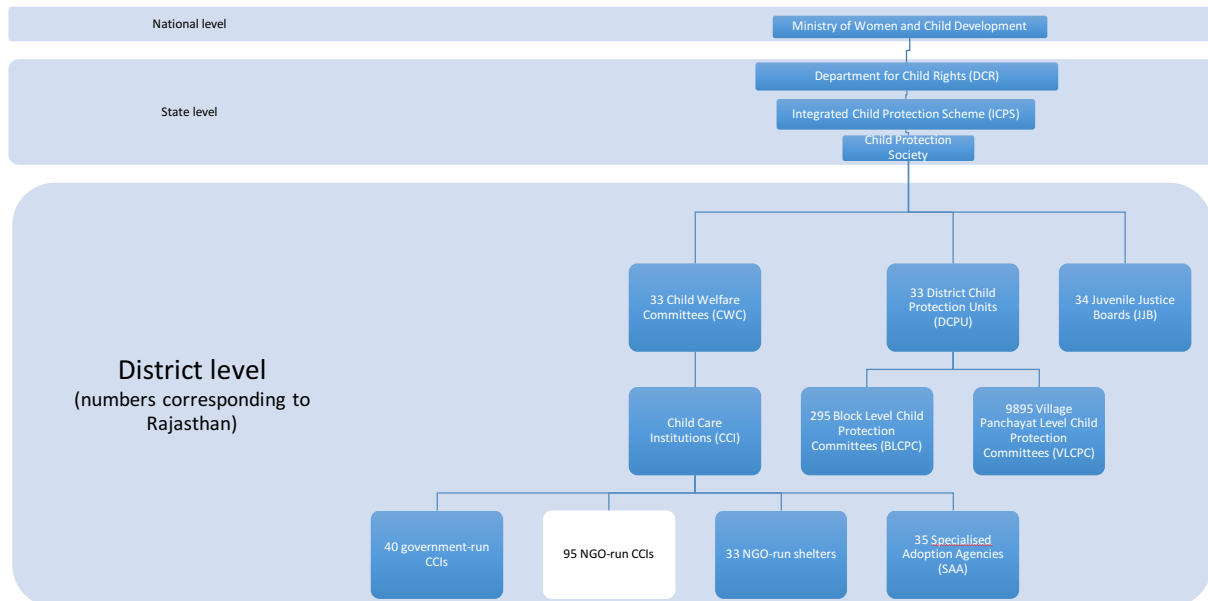 National level
Ministry of Women and Child Development
Department for Child Rights (DCR)
State level
Integrated Child Protection Scheme (ICPS)
Child Protection
Society
33 Child Welfare
Committees (CWC)
33 District Child
Protection Units
(DCPU)
34 Juvenile Justice
Boards (JJB)
District level
(numbers corresponding to
Rajasthan)
Child Care
Institutions (CCI)
295 Block Level Child
Protection
Committees (BLCPC)
9895 Village
Panchayat Level Child
Protection
Committees (VLCPC)
40 government-run
CCIs
95 NGO-run CCIs
33 NGO-run shelters
35 Specialised
Adoption Agencies
(SAA)